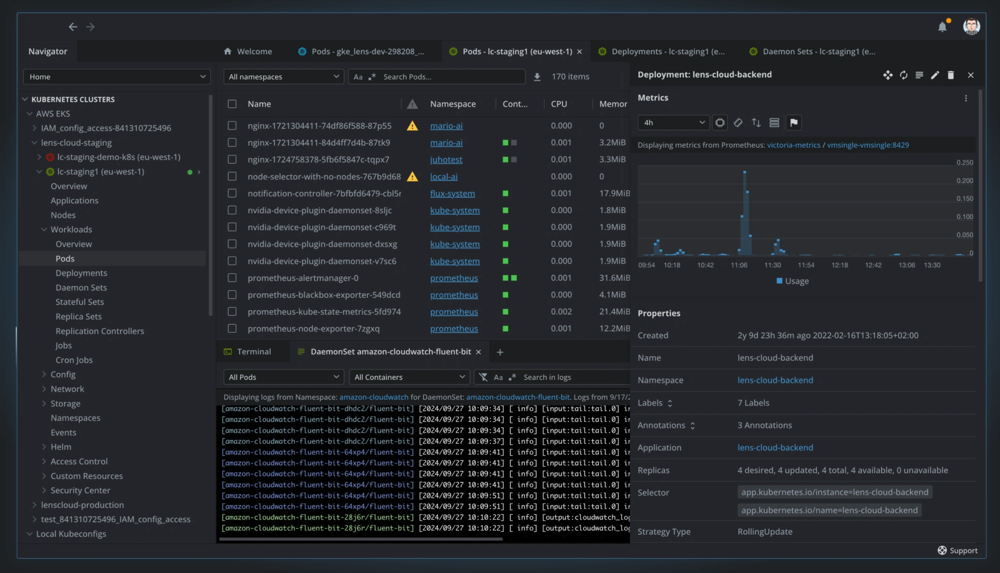 Navigator
Welcome
Pods - gke_lens-dev-298208_...
Pods - lc-staging1 (eu-west-1)
Deployments - lc-staging1 (e...
Daemon Sets - lc-staging1 (e...
Home
KUBERNETES CLUSTERS
AWS EKS
IAM_config_access-841310725496
lens-cloud-staging
lc-staging-demo-k8s (eu-west-1)
lc-staging1 (eu-west-1)
Overview
Applications
Nodes
Workloads
Overview
Pods
Deployments
Daemon Sets
Stateful Sets
Replica Sets
Replication Controllers
Jobs
Cron Jobs
Config
Network
Storage
Namespaces
Events
Helm
Access Control
Custom Resources
Security Center
lenscloud-production
test_841310725496_IAM_config_access
Local Kubeconfigs
All namespaces
Aa .* Search Pods...
170 items
Name Namespace Cont... CPU Memor
nginx-1721304411-74df86f588-87p55 mario-ai 0.000 0
nginx-1721304411-84d4ff7d4b-87tk9 mario-ai 0.001 3.2MiB
nginx-1724758378-5fb6f5847c-tqpx7 juhotest 0.001 3.3MiB
node-selector-with-no-nodes-767b9d68 local-ai 0.000 0
notification-controller-7bfbfd6479-cbl5r flux-system 0.001 17.9MiB
nvidia-device-plugin-daemonset-8sljc kube-system 0.000 1.8MiB
nvidia-device-plugin-daemonset-c969t kube-system 0.000 1.9MiB
nvidia-device-plugin-daemonset-dxsxg kube-system 0.000 1.9MiB
nvidia-device-plugin-daemonset-v7sc6 kube-system 0.000 1.9MiB
prometheus-alertmanager-0 prometheus 0.001 31.6MiB
prometheus-blackbox-exporter-549dcd prometheus 0.000 4.1MiB
prometheus-kube-state-metrics-5fd974 prometheus 0.002 21.4MiB
prometheus-node-exporter-7zgxq prometheus 0.001 12.2MiB
Terminal
DaemonSet amazon-cloudwatch-fluent-bit
All Pods
All Containers
Aa .* Search in logs
Displaying logs from Namespace: amazon-cloudwatch for DaemonSet: amazon-cloudwatch-fluent-bit. Logs from 9/17/2
[amazon-cloudwatch-fluent-bit-dhdc2/fluent-bit] [2024/09/27 10:09:34] [ info] [input:tail:tail.0] in
[amazon-cloudwatch-fluent-bit-dhdc2/fluent-bit] [2024/09/27 10:09:34] [ info] [input:tail:tail.0] in
[amazon-cloudwatch-fluent-bit-dhdc2/fluent-bit] [2024/09/27 10:09:34] [ info] [input:tail:tail.0] in
[amazon-cloudwatch-fluent-bit-dhdc2/fluent-bit] [2024/09/27 10:09:37] [ info] [input:tail:tail.0] in
[amazon-cloudwatch-fluent-bit-64xp4/fluent-bit] [2024/09/27 10:09:41] [ info] [input:tail:tail.0] in
[amazon-cloudwatch-fluent-bit-64xp4/fluent-bit] [2024/09/27 10:09:41] [ info] [input:tail:tail.0] in
[amazon-cloudwatch-fluent-bit-64xp4/fluent-bit] [2024/09/27 10:09:41] [ info] [input:tail:tail.0] in
[amazon-cloudwatch-fluent-bit-64xp4/fluent-bit] [2024/09/27 10:09:41] [ info] [input:tail:tail.0] in
[amazon-cloudwatch-fluent-bit-64xp4/fluent-bit] [2024/09/27 10:09:51] [ info] [input:tail:tail.0] in
[amazon-cloudwatch-fluent-bit-64xp4/fluent-bit] [2024/09/27 10:09:51] [ info] [input:tail:tail.0] in
[amazon-cloudwatch-fluent-bit-28j6r/fluent-bit] [2024/09/27 10:10:22] [ info] [output:cloudwatch_log
[amazon-cloudwatch-fluent-bit-28j6r/fluent-bit] [2024/09/27 10:10:22] [ info] [output:cloudwatch_log
Deployment: lens-cloud-backend
Metrics
4h
Displaying metrics from Prometheus: victoria-metrics / vmsingle-vmsingle:8429
0.250
0.200
0.150
0.100
0.050
0
09:54 10:18 10:42 11:06 11:30 11:54 12:18 12:42 13:06 13:30
Usage
Properties
Created 2y 9d 23h 36m ago 2022-02-16T13:18:05+02:00
Name lens-cloud-backend
Namespace lens-cloud-backend
Labels 7 Labels
Annotations 3 Annotations
Application lens-cloud-backend
Replicas 4 desired, 4 updated, 4 total, 4 available, 0 unavailable
Selector app.kubernetes.io/instance=lens-cloud-backend
app.kubernetes.io/name=lens-cloud-backend
Strategy Type RollingUpdate
Support